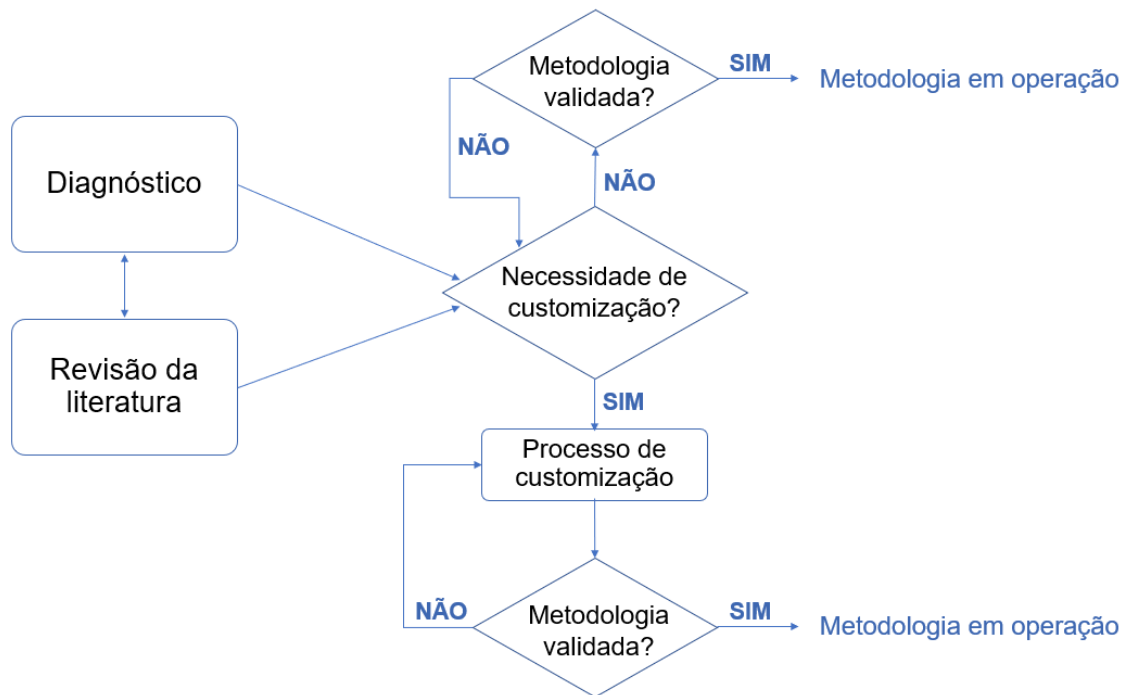 Metodologia
validada?
SIM
Metodologia em operação
NÃO
NÃO
Diagnóstico
Necessidade de
customização?
Revisão da
literatura
SIM
Processo de
customização
NÃO
Metodologia
validada?
SIM
Metodologia em operação